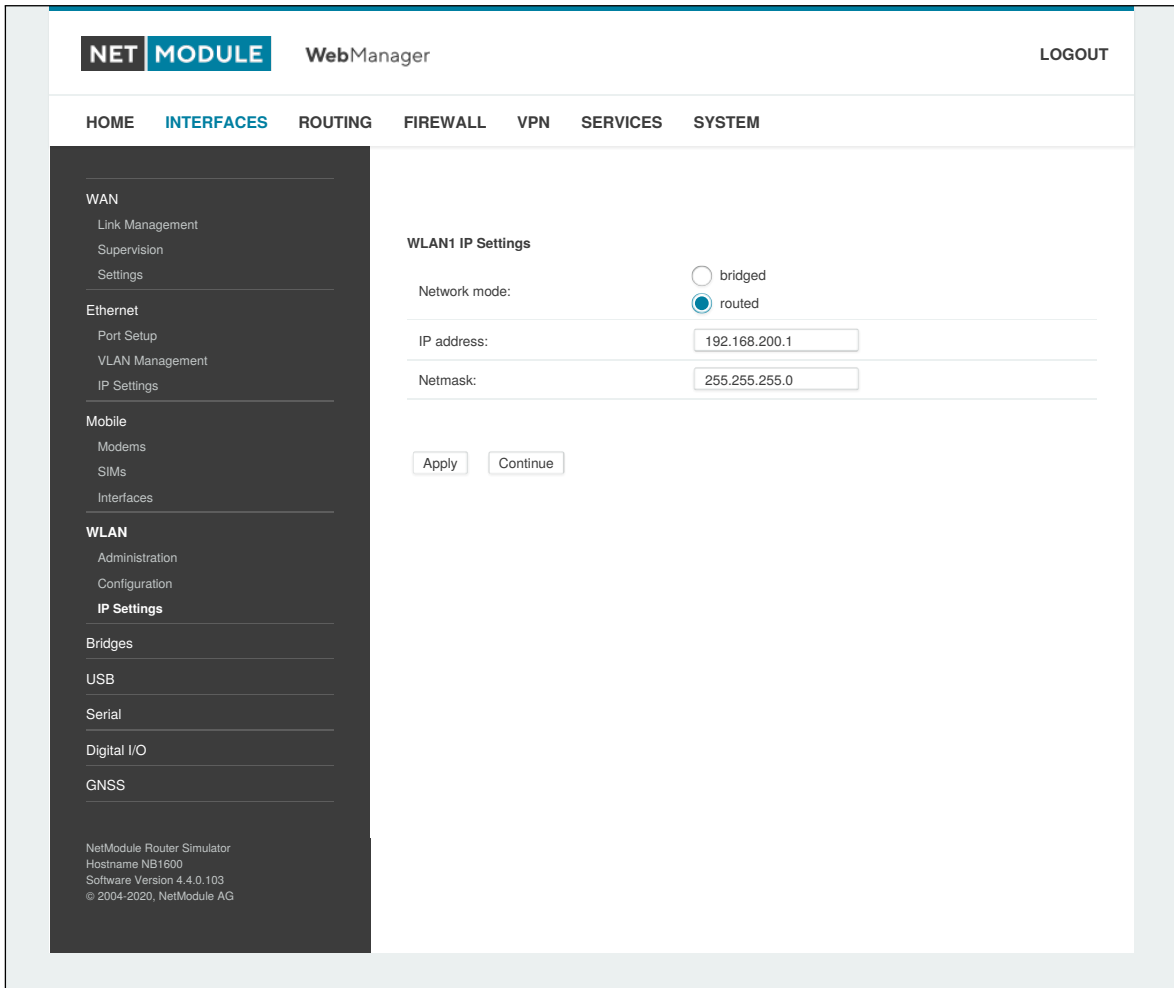 NET MODULE WebManager LOGOUT
HOME INTERFACES ROUTING FIREWALL VPN SERVICES SYSTEM
WAN
Link Management
Supervision
Settings
Ethernet
Port Setup
VLAN Management
IP Settings
Mobile
Modems
SIMs
Interfaces
WLAN
Administration
Configuration
IP Settings
Bridges
USB
Serial
Digital I/O
GNSS
NetModule Router Simulator
Hostname NB1600
Software Version 4.4.0.103
© 2004-2020, NetModule AG
WLAN1 IP Settings
Network mode:
bridged
routed
IP address: 192.168.200.1
Netmask: 255.255.255.0
Apply Continue